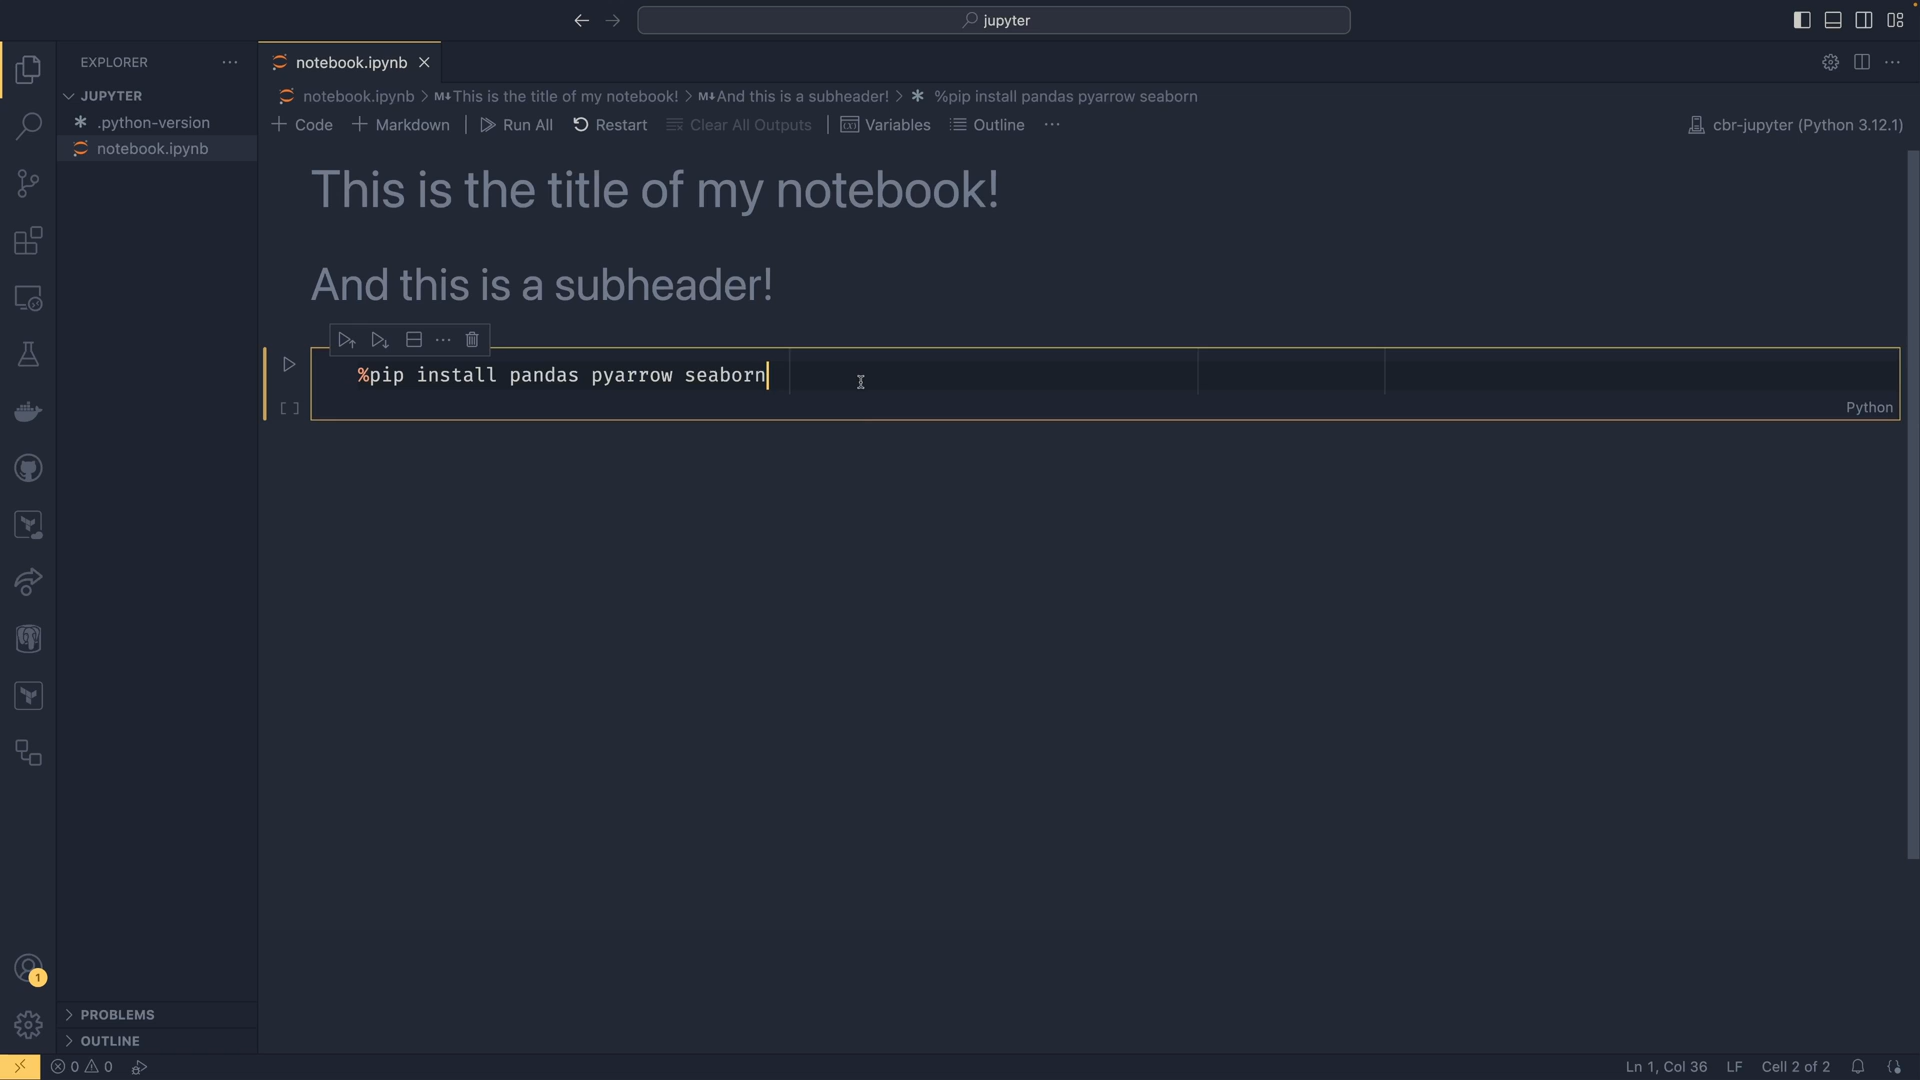 jupyter
EXPLORER
notebook.ipynb
JUPYTER
.python-version
notebook.ipynb
notebook.ipynb > M↓This is the title of my notebook! > M↓And this is a subheader! > %pip install pandas pyarrow seaborn
+ Code + Markdown | Run All Restart Clear All Outputs | Variables Outline ···
cbr-jupyter (Python 3.12.1)
This is the title of my notebook!
And this is a subheader!
%pip install pandas pyarrow seaborn
[ ]
Python
1
PROBLEMS
OUTLINE
0 0
Ln 1, Col 36 LF Cell 2 of 2